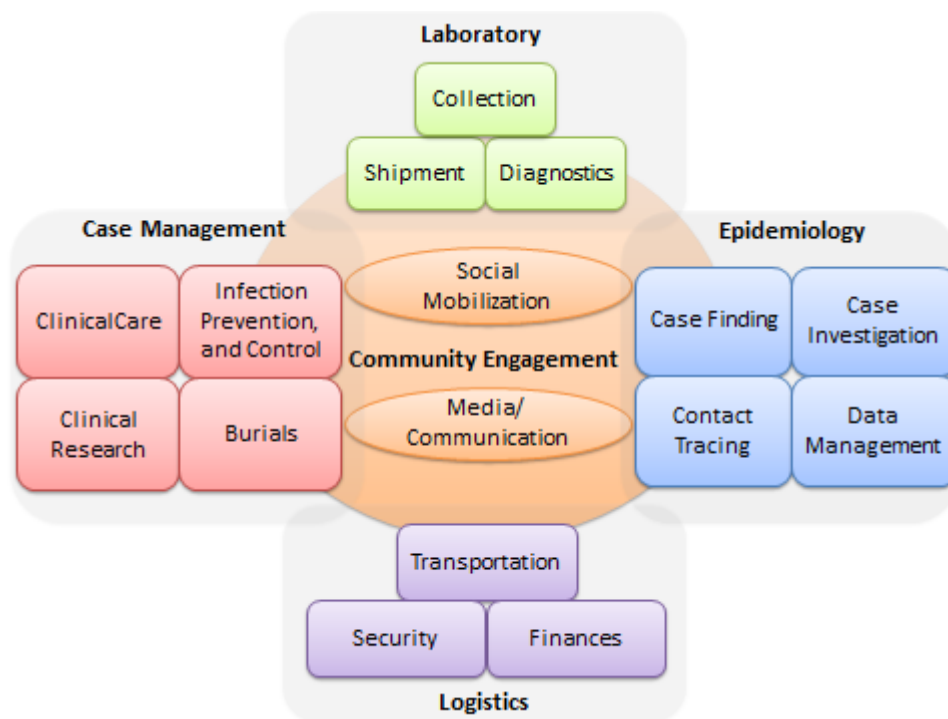 Laboratory
Collection
Shipment
Diagnostics
Case Management
ClinicalCare
Infection
Prevention,
and Control
Clinical
Research
Burials
Social
Mobilization
Community Engagement
Media/
Communication
Epidemiology
Case Finding
Case
Investigation
Contact
Tracing
Data
Management
Transportation
Security
Finances
Logistics